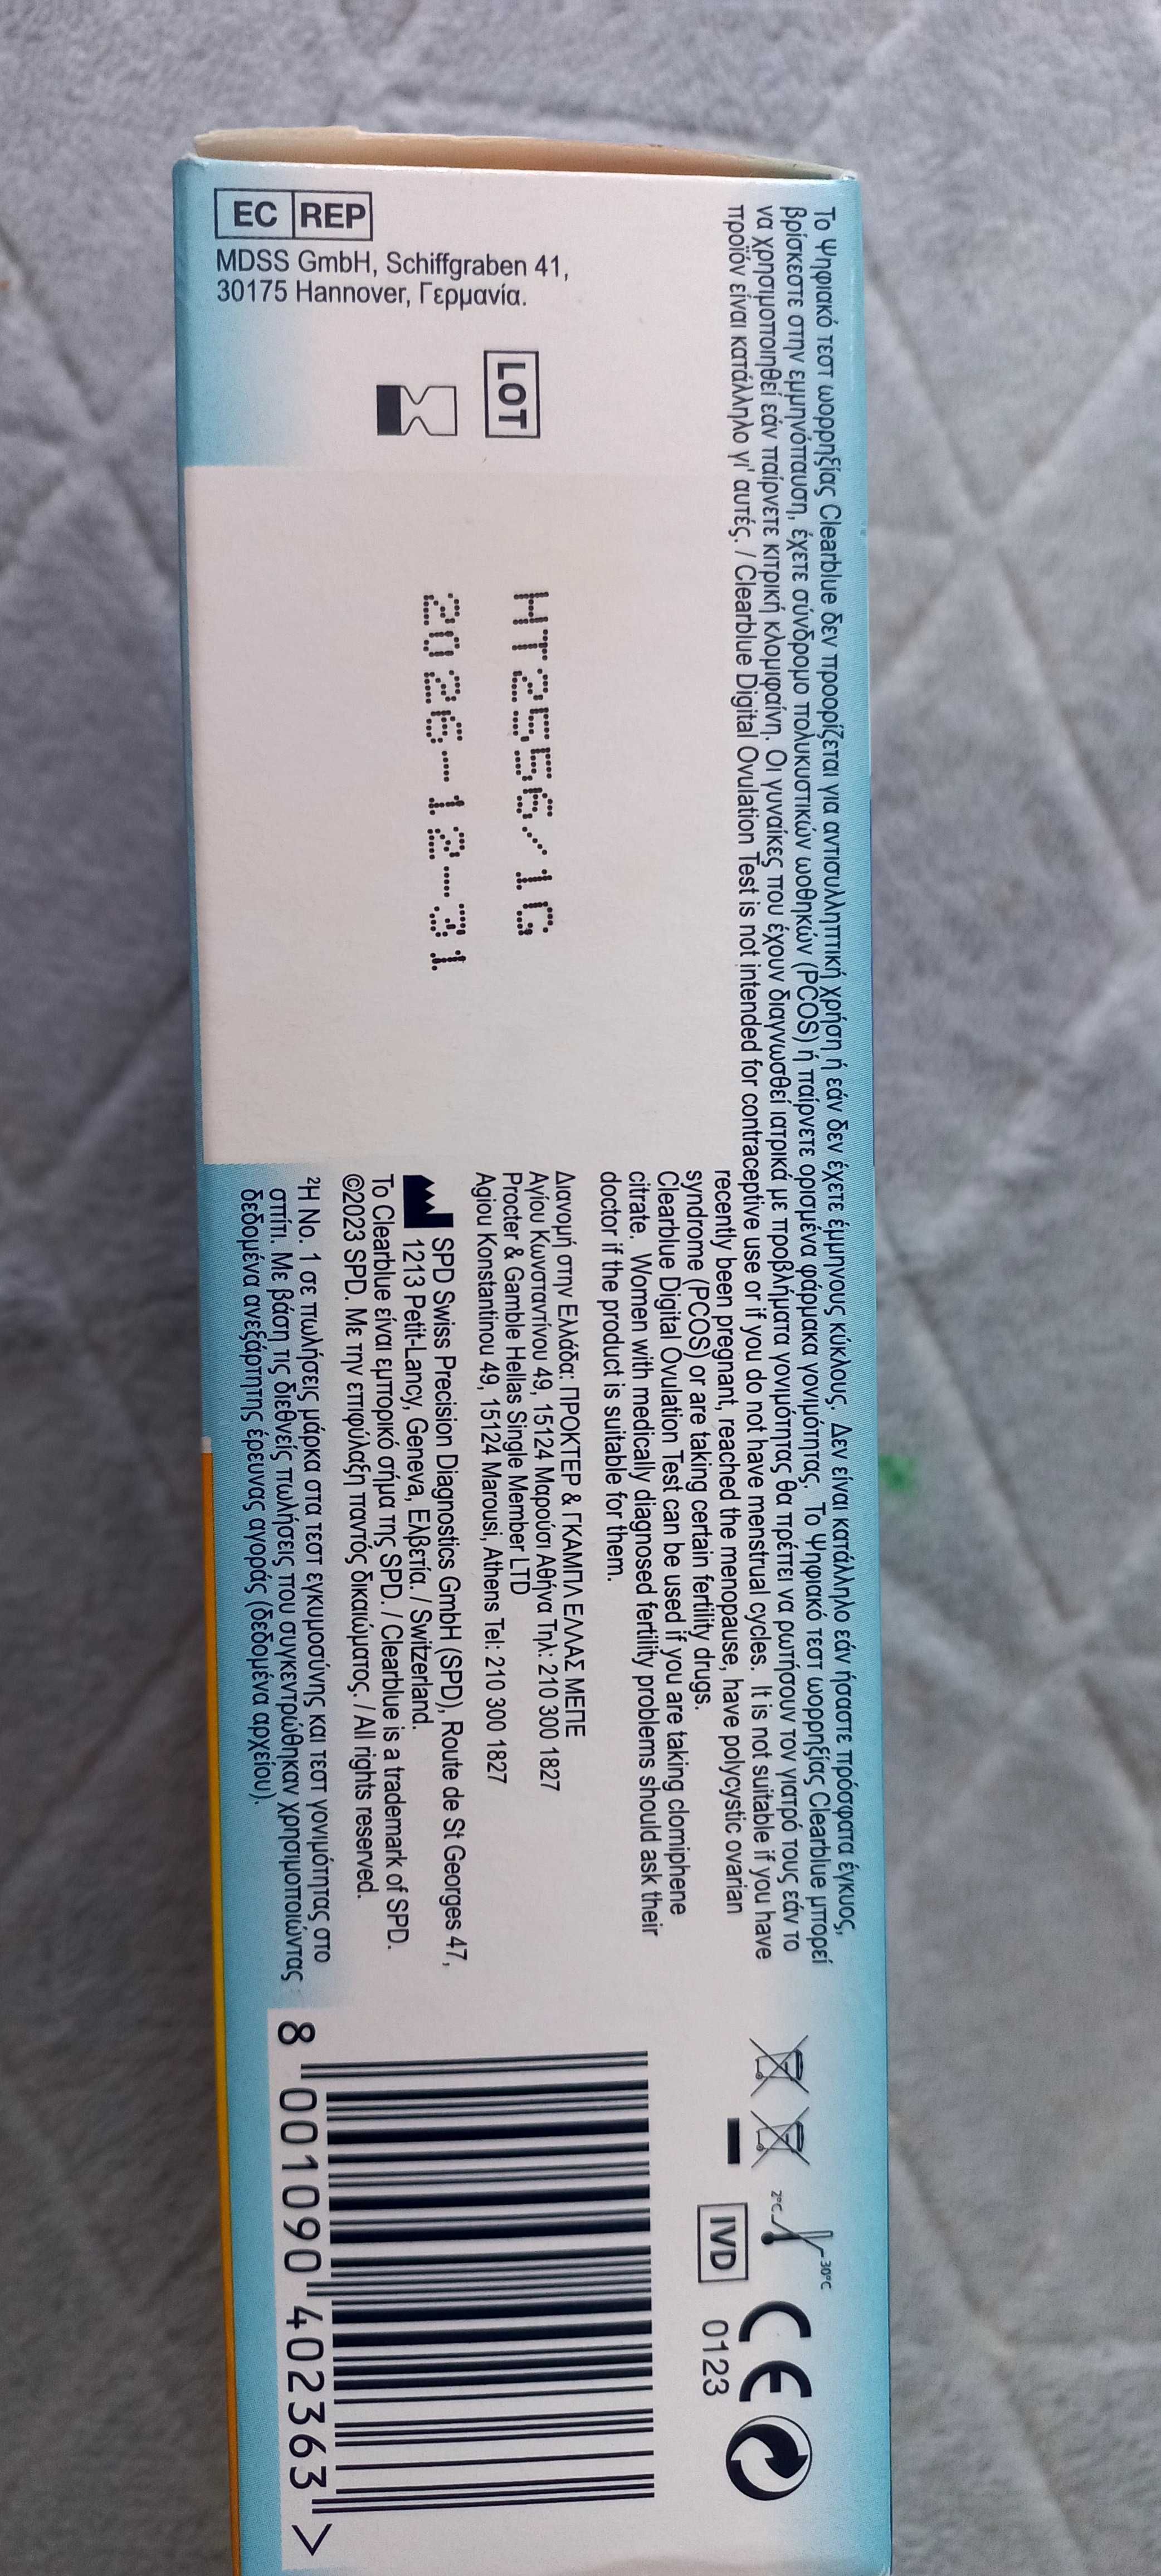 Το Ψηφιακό τεστ ωορρηξίας Clearblue δεν προορίζεται για αντισυλληπτική χρήση ή εάν δεν έχετε έμμηνους κύκλους. Δεν είναι κατάλληλο εάν ήσαστε πρόσφατα έγκυος,
βρίσκεστε στην εμμηνόπαυση, έχετε σύνδρομο πολυκυστικών ωοθηκών (PCOS) ή παίρνετε ορισμένα φάρμακα γονιμότητας. Το Ψηφιακό τεστ ωορρηξίας Clearblue μπορεί
να χρησιμοποιηθεί εάν παίρνετε κιτρική κλομιφαίνη. Οι γυναίκες που έχουν διαγνωσθεί ιατρικά με προβλήματα γονιμότητας θα πρέπει να ρωτήσουν τον γιατρό τους εάν το
προϊόν είναι κατάλληλο γι' αυτές. / Clearblue Digital Ovulation Test is not intended for contraceptive use or if you do not have menstrual cycles. It is not suitable if you have
recently been pregnant, reached the menopause, have polycystic ovarian
syndrome (PCOS) or are taking certain fertility drugs.
Clearblue Digital Ovulation Test can be used if you are taking clomiphene
citrate. Women with medically diagnosed fertility problems should ask their
doctor if the product is suitable for them.
Διανομή στην Ελλάδα: ΠΡΟΚΤΕΡ & ΓΚΑΜΠΛ ΕΛΛΑΣ ΜΕΠΕ
Αγίου Κωνσταντίνου 49, 15124 Μαρούσι Αθήνα Τηλ: 210 300 1827
Procter & Gamble Hellas Single Member LTD
Agiou Konstantinou 49, 15124 Marousi, Athens Tel: 210 300 1827
SPD Swiss Precision Diagnostics GmbH (SPD), Route de St Georges 47,
1213 Petit-Lancy, Geneva, Ελβετία. / Switzerland.
Το Clearblue είναι εμπορικό σήμα της SPD. / Clearblue is a trademark of SPD.
©2023 SPD. Με την επιφύλαξη παντός δικαιώματος. / All rights reserved.
²Η Νο. 1 σε πωλήσεις μάρκα στα τεστ εγκυμοσύνης και τεστ γονιμότητας στο
σπίτι. Με βάση τις διεθνείς πωλήσεις που συγκεντρώθηκαν χρησιμοποιώντας
δεδομένα ανεξάρτητης έρευνας αγοράς (δεδομένα αρχείου).
EC REP
MDSS GmbH, Schiffgraben 41,
30175 Hannover, Γερμανία.
LOT
HT2556/1G
2026-12-31
2°C
30°C
IVD
CE
0123
8 001090 402363 >